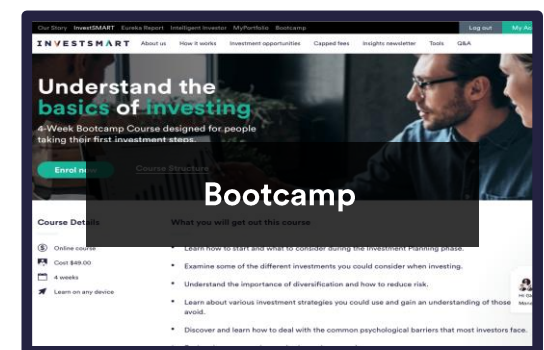 Our Story InvestSMART Eureka Report Intelligent Investor MyPortfolio Bootcamp Log out My Ac
INVESTSMART About us How it works Investment opportunities Capped fees Insights newsletter Tools Q&A
Understand the
basics of investing
4-Week Bootcamp Course designed for people
taking their first investment steps.
Enrol n Course Structure
Bootcamp
Course Details What you will get out this course
Online course
Cost $49.00
4 weeks
Learn on any device
• Learn how to start and what to consider during the Investment Planning phase.
• Examine some of the different investments you could consider when investing.
• Understand the importance of diversification and how to reduce risk.
• Learn about various investment strategies you could use and gain an understanding of those
avoid.
• Discover and learn how to deal with the common psychological barriers that most investors face.